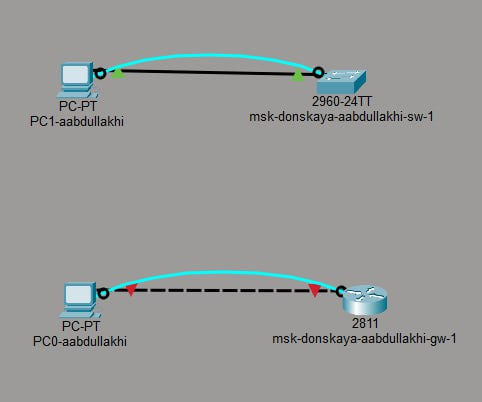 2960-24TT
PC-PT
msk-donskaya-aabdullakhi-sw-1
PC1-aabdullakhi
PC-PT
2811
PC0-aabdullakhi
msk-donskaya-aabdullakhi-gw-1